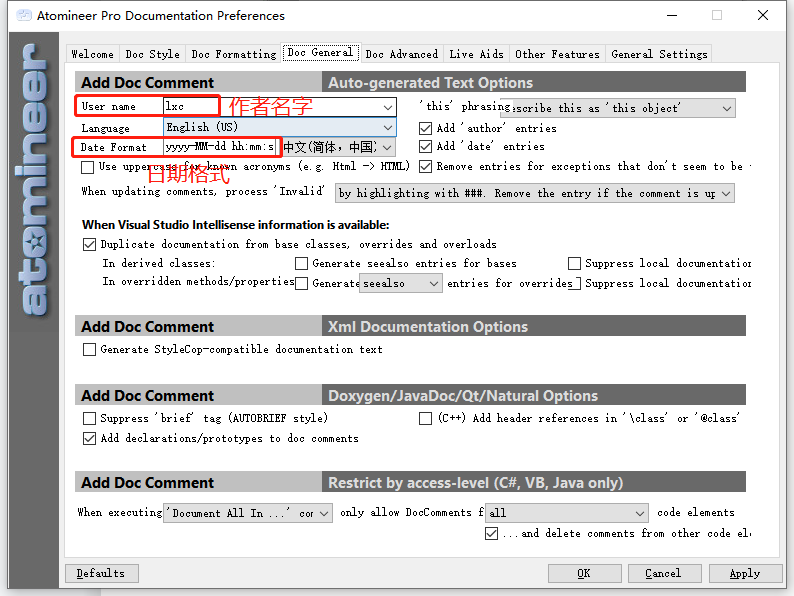 Atomineer Pro Documentation Preferences
atomineer
Welcome Doc Style Doc Formatting Doc General Doc Advanced Live Aids Other Features General Settings
Add Doc Comment Auto-generated Text Options
User name lxc 作者名字 'this' phrasing escribe this as 'this object'
Language English (US) Add 'author' entries
Date Format yyyy-MM-dd hh:mm:s 中文(简体，中国) Add 'date' entries
Use uppercase for known acronyms (e.g. Html -> HTML) Remove entries for exceptions that don't seem to be
日期格式
When updating comments, process 'Invalid' by highlighting with ###. Remove the entry if the comment is up
When Visual Studio Intellisense information is available:
Duplicate documentation from base classes, overrides and overloads
In derived classes: Generate seealso entries for bases Suppress local documentation
In overridden methods/properties Generate seealso entries for overrides Suppress local documentation
Add Doc Comment Xml Documentation Options
Generate StyleCop-compatible documentation text
Add Doc Comment Doxygen/JavaDoc/Qt/Natural Options
Suppress 'brief' tag (AUTOBRIEF style) (C++) Add header references in '\class' or '@class'
Add declarations/prototypes to doc comments
Add Doc Comment Restrict by access-level (C#, VB, Java only)
When executing 'Document All In ...' cor only allow DocComments f all code elements
...and delete comments from other code el
Defaults OK Cancel Apply